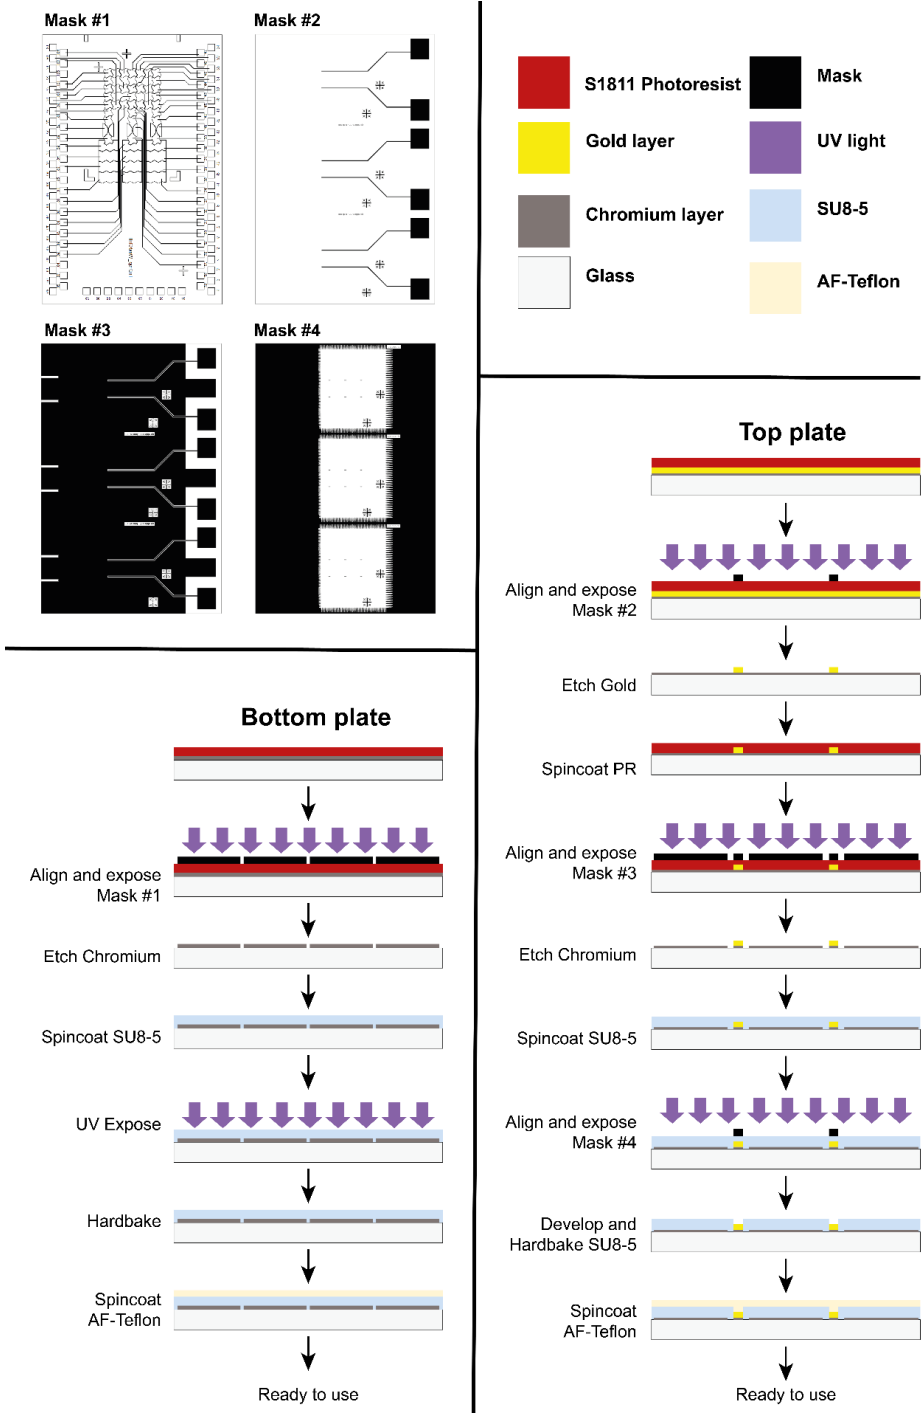 Mask #1
Mask #2
Mask #3
Mask #4
S1811 Photoresist
Mask
Gold layer
UV light
Chromium layer
SU8-5
Glass
AF-Teflon
Top plate
Align and expose
Mask #2
Etch Gold
Spincoat PR
Align and expose
Mask #3
Etch Chromium
Spincoat SU8-5
Align and expose
Mask #4
Develop and
Hardbake SU8-5
Spincoat
AF-Teflon
Ready to use
Bottom plate
Align and expose
Mask #1
Etch Chromium
Spincoat SU8-5
UV Expose
Hardbake
Spincoat
AF-Teflon
Ready to use